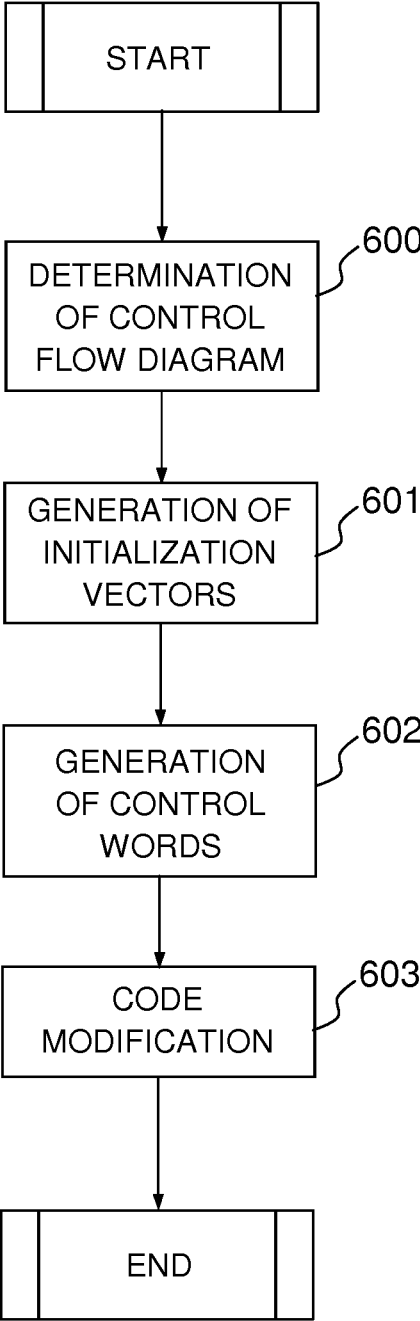 START
600
DETERMINATION
OF CONTROL
FLOW DIAGRAM
601
GENERATION OF
INITIALIZATION
VECTORS
602
GENERATION
OF CONTROL
WORDS
603
CODE
MODIFICATION
END